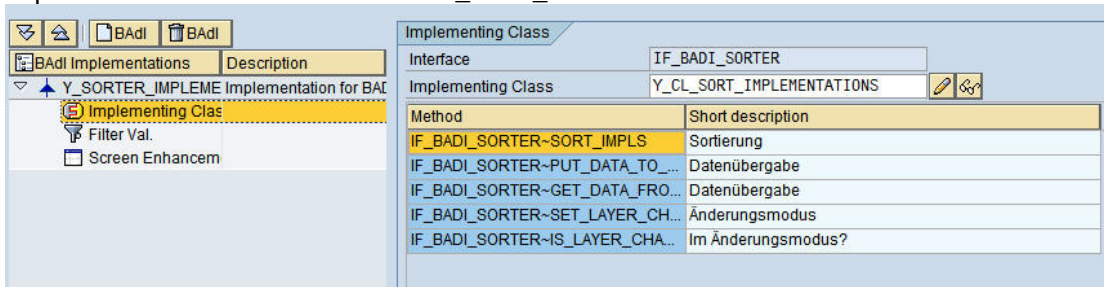 BAdI BAdI
BAdI Implementations Description
Y_SORTER_IMPLEME Implementation for BAD
Implementing Clas
Filter Val.
Screen Enhancem
Implementing Class
Interface IF_BADI_SORTER
Implementing Class Y_CL_SORT_IMPLEMENTATIONS
Method Short description
IF_BADI_SORTER~SORT_IMPLS Sortierung
IF_BADI_SORTER~PUT_DATA_TO_... Datenübergabe
IF_BADI_SORTER~GET_DATA_FRO... Datenübergabe
IF_BADI_SORTER~SET_LAYER_CH... Änderungsmodus
IF_BADI_SORTER~IS_LAYER_CHA... Im Änderungsmodus?